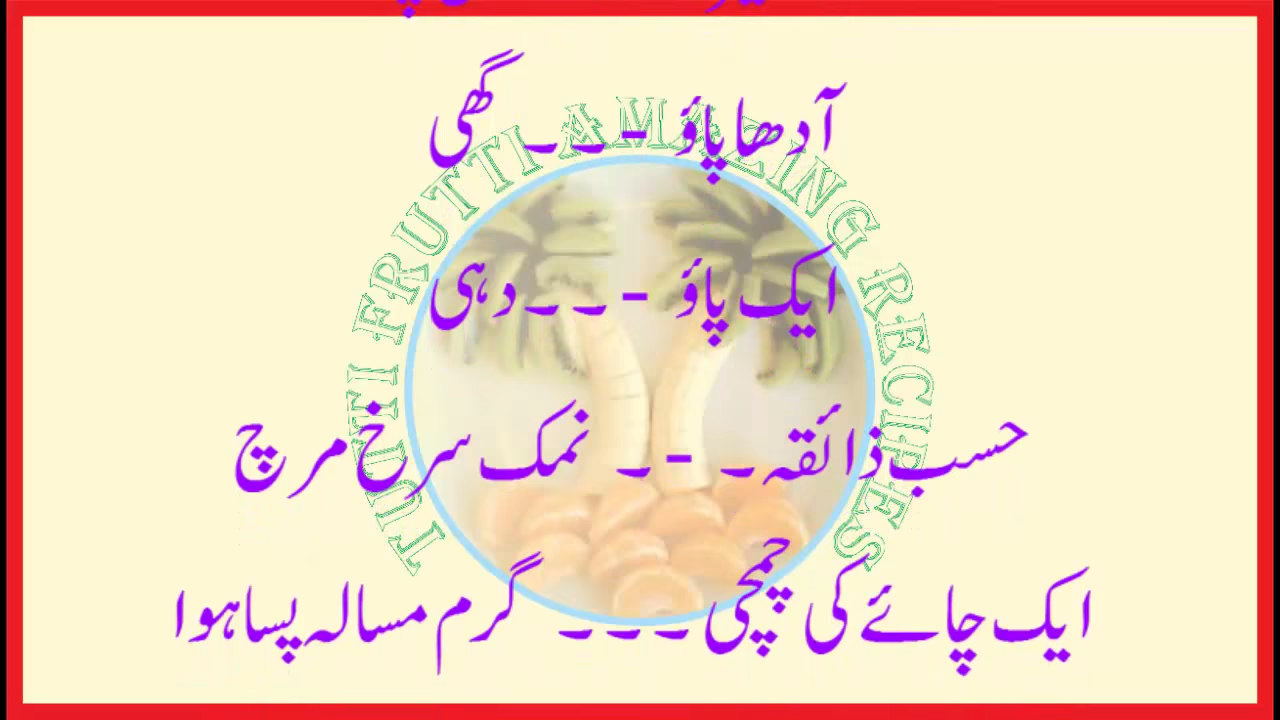 آدھا پاؤ - ۔ ۔ ۔ گھی
ایک پاؤ - ۔ ۔ ۔ دہی
حسب ذائقہ ۔ - ۔ نمک سرخ مرچ
ایک چائے کی چمچی ۔ ۔ ۔ ۔ گرم مسالہ پسا ہوا
TUTTI FRUTTI AMAZING RECIPES